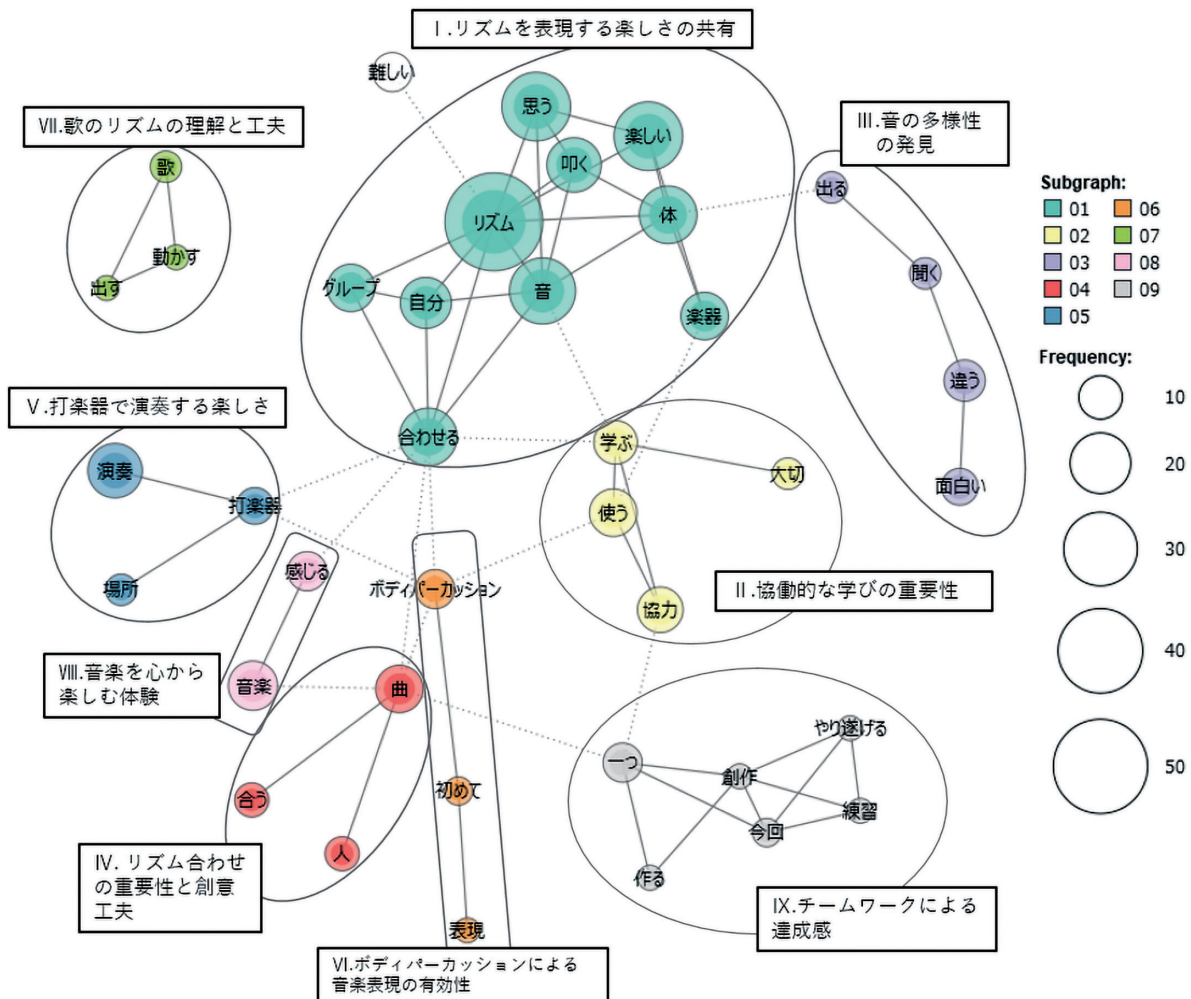 Ⅰ.リズムを表現する楽しさの共有
難しい
思う
楽しい
叩く
リズム
体
グループ
自分
音
楽器
合わせる
Ⅶ.歌のリズムの理解と工夫
歌
動かす
出す
Ⅲ.音の多様性
の発見
出る
聞く
違う
面白い
Subgraph:
01
02
03
04
05
06
07
08
09
Frequency:
10
20
30
40
50
Ⅴ.打楽器で演奏する楽しさ
演奏
打楽器
場所
学ぶ
大切
使う
協力
Ⅱ.協働的な学びの重要性
感じる
音楽
Ⅷ.音楽を心から
楽しむ体験
ボディパーカッション
初めて
表現
Ⅵ.ボディパーカッションによる
音楽表現の有効性
曲
合う
人
Ⅳ. リズム合わせ
の重要性と創意
工夫
一つ
やり遂げる
創作
練習
今回
作る
Ⅸ.チームワークによる
達成感